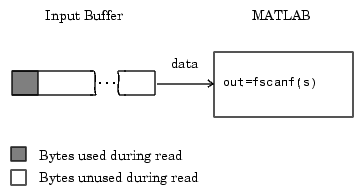 Input Buffer
MATLAB
data
...
out=fscanf(s)
Bytes used during read
Bytes unused during read